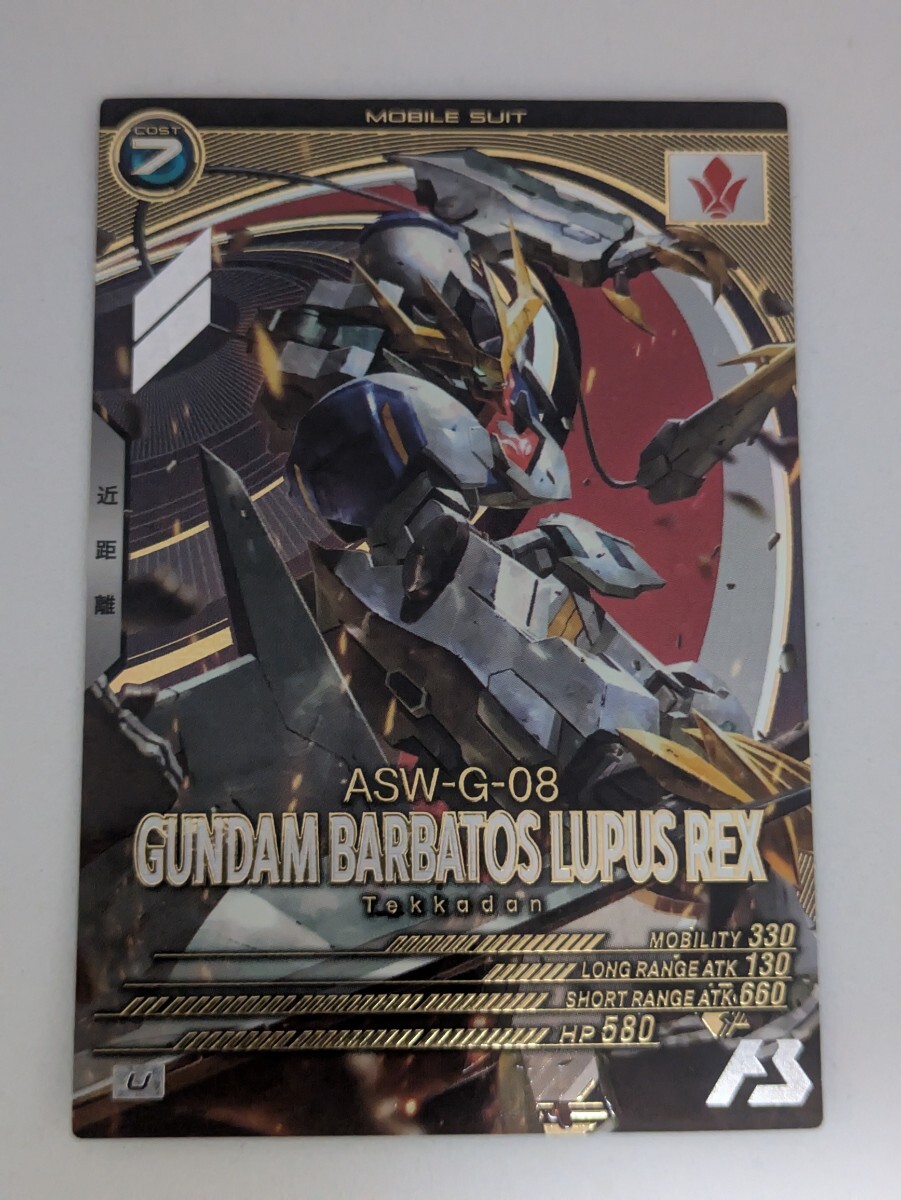 MOBILE SUIT
COST
7
近距離
ASW-G-08
GUNDAM BARBATOS LUPUS REX
Tekkadan
MOBILITY 330
LONG RANGE ATK 130
SHORT RANGE ATK 660
HP 580
U
AB